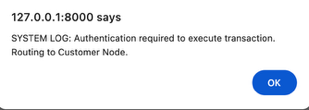 127.0.0.1:8000 says
SYSTEM LOG: Authentication required to execute transaction.
Routing to Customer Node.
OK